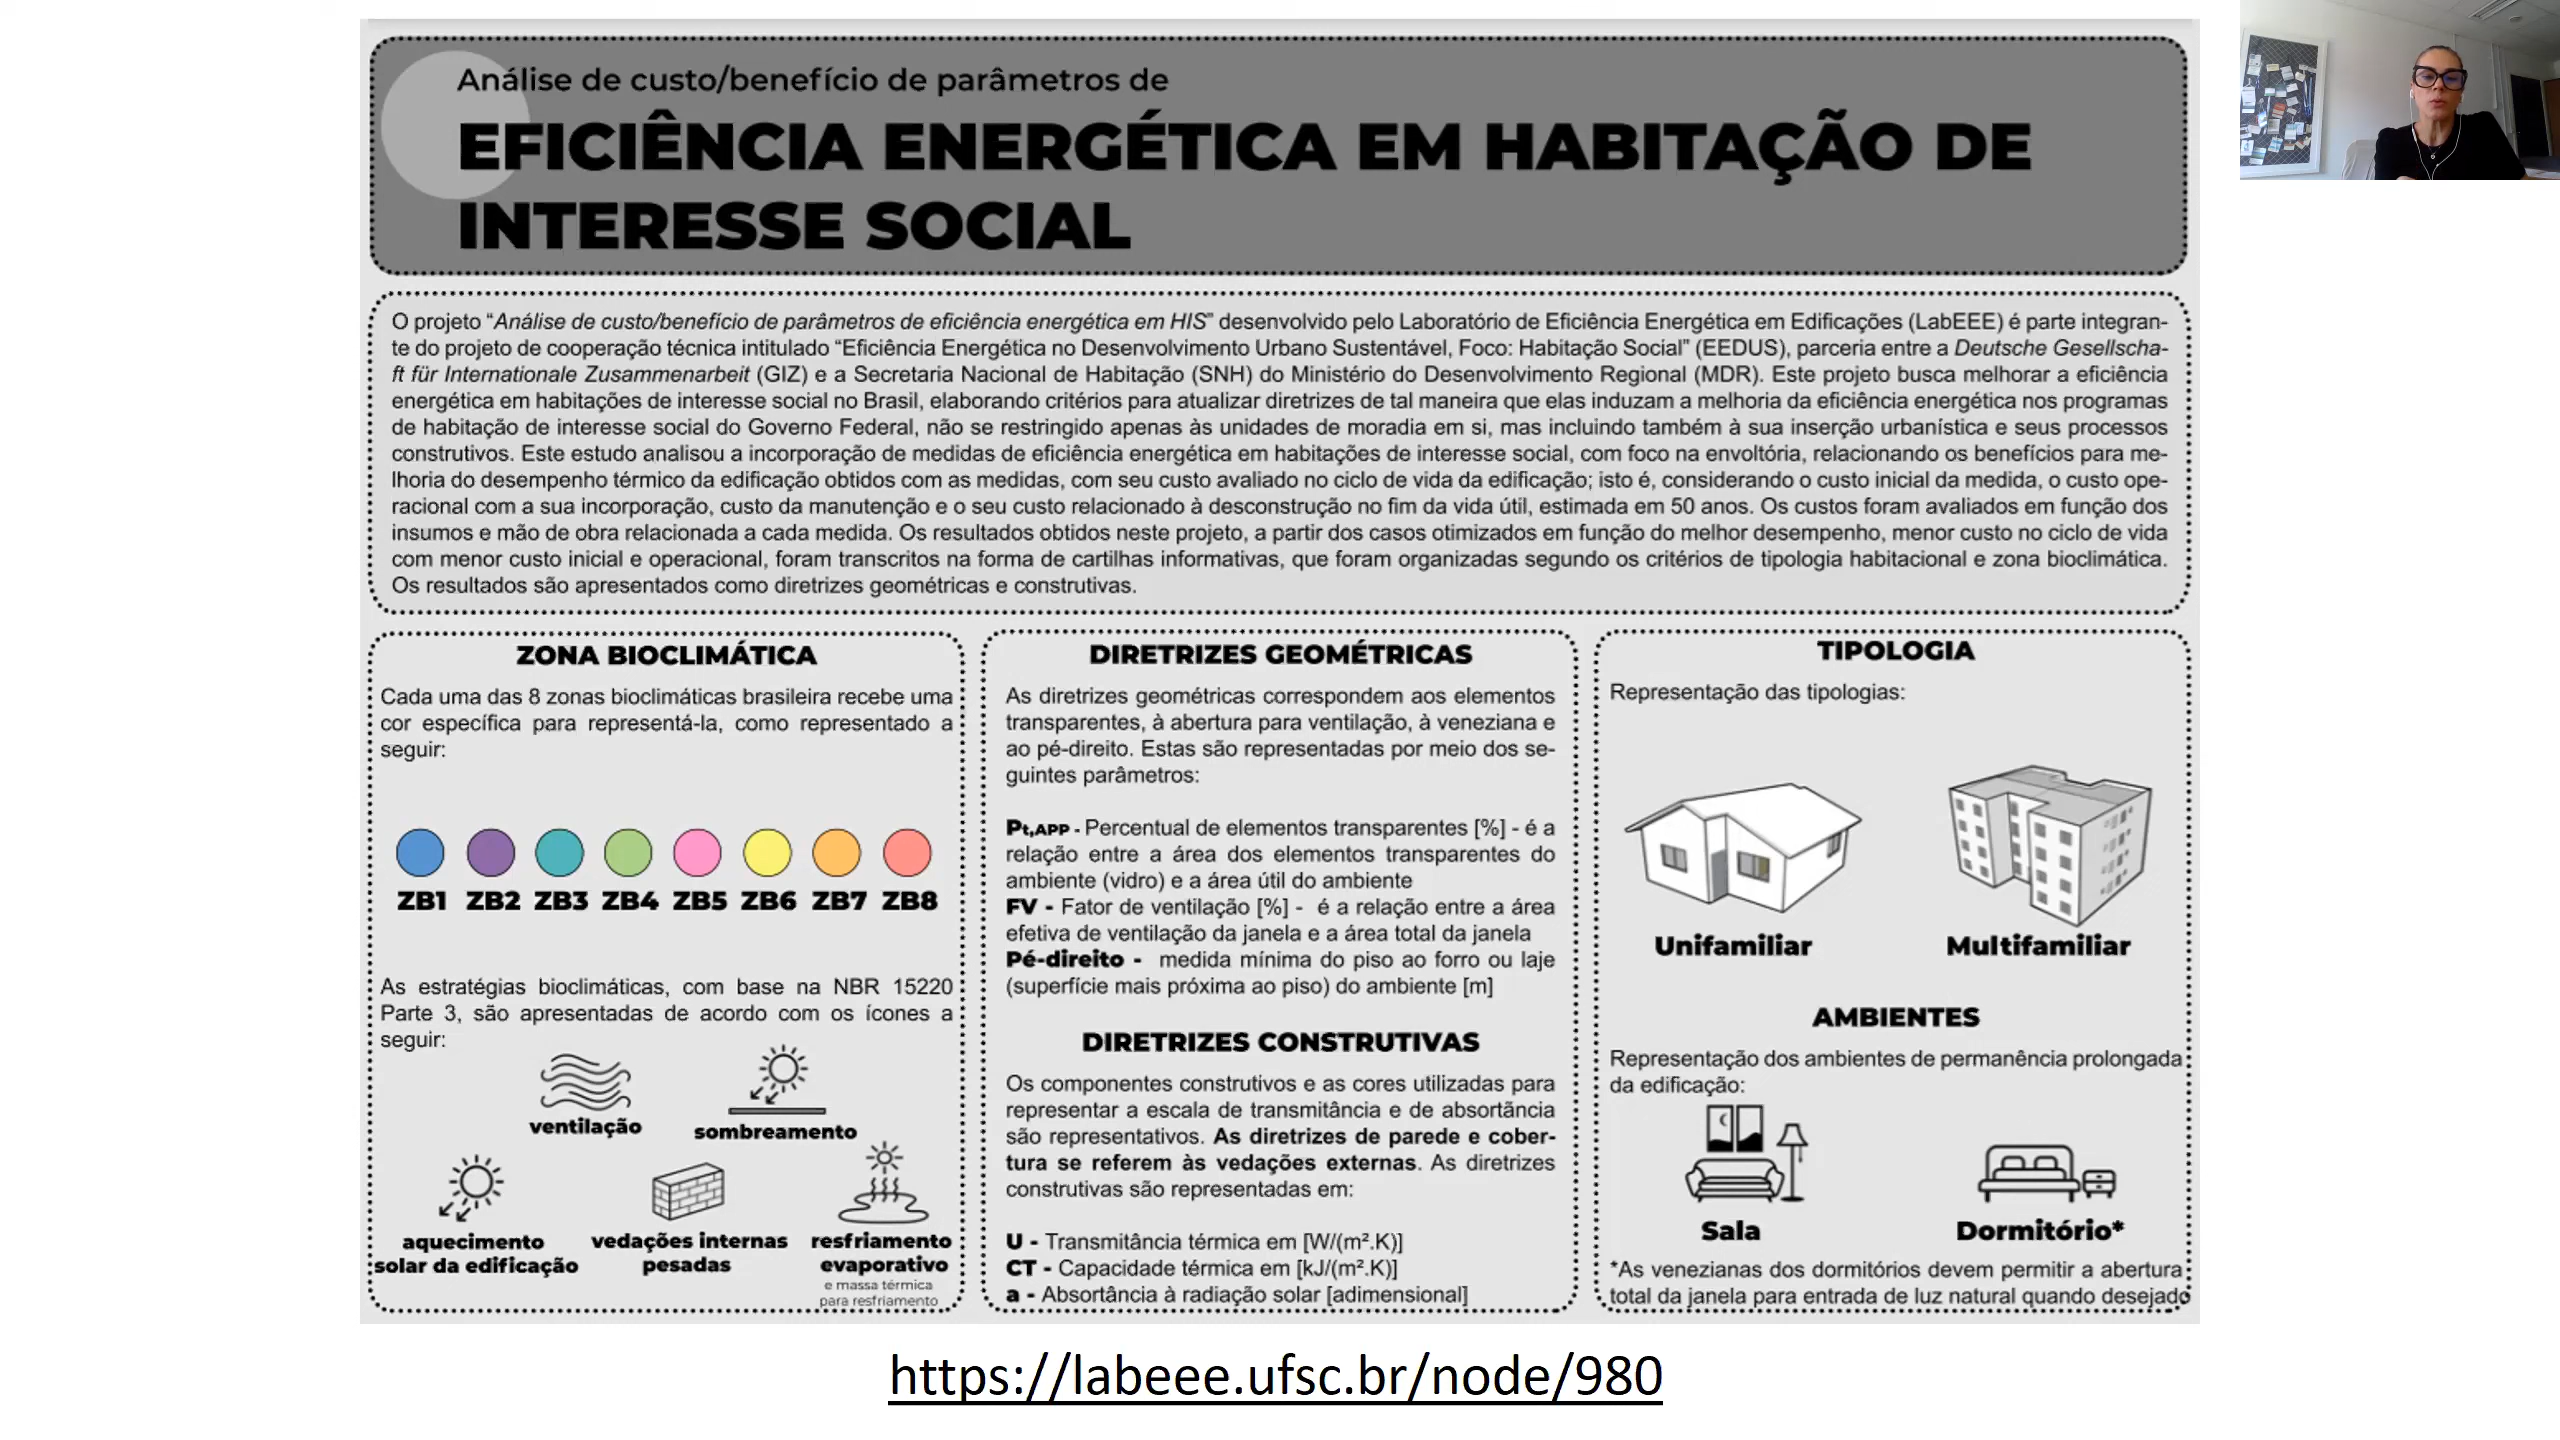 Análise de custo/benefício de parâmetros de
EFICIÊNCIA ENERGÉTICA EM HABITAÇÃO DE
INTERESSE SOCIAL
O projeto “Análise de custo/benefício de parâmetros de eficiência energética em HIS” desenvolvido pelo Laboratório de Eficiência Energética em Edificações (LabEEE) é parte integran-
te do projeto de cooperação técnica intitulado “Eficiência Energética no Desenvolvimento Urbano Sustentável, Foco: Habitação Social” (EEDUS), parceria entre a Deutsche Gesellscha-
ft für Internationale Zusammenarbeit (GIZ) e a Secretaria Nacional de Habitação (SNH) do Ministério do Desenvolvimento Regional (MDR). Este projeto busca melhorar a eficiência
energética em habitações de interesse social no Brasil, elaborando critérios para atualizar diretrizes de tal maneira que elas induzam a melhoria da eficiência energética nos programas
de habitação de interesse social do Governo Federal, não se restringido apenas às unidades de moradia em si, mas incluindo também à sua inserção urbanística e seus processos
construtivos. Este estudo analisou a incorporação de medidas de eficiência energética em habitações de interesse social, com foco na envoltória, relacionando os benefícios para me-
lhoria do desempenho térmico da edificação obtidos com as medidas, com seu custo avaliado no ciclo de vida da edificação; isto é, considerando o custo inicial da medida, o custo ope-
racional com a sua incorporação, custo da manutenção e o seu custo relacionado à desconstrução no fim da vida útil, estimada em 50 anos. Os custos foram avaliados em função dos
insumos e mão de obra relacionada a cada medida. Os resultados obtidos neste projeto, a partir dos casos otimizados em função do melhor desempenho, menor custo no ciclo de vida
com menor custo inicial e operacional, foram transcritos na forma de cartilhas informativas, que foram organizadas segundo os critérios de tipologia habitacional e zona bioclimática.
Os resultados são apresentados como diretrizes geométricas e construtivas.
ZONA BIOCLIMÁTICA
Cada uma das 8 zonas bioclimáticas brasileira recebe uma
cor específica para representá-la, como representado a
seguir:
ZB1 ZB2 ZB3 ZB4 ZB5 ZB6 ZB7 ZB8
As estratégias bioclimáticas, com base na NBR 15220
Parte 3, são apresentadas de acordo com os ícones a
seguir:
ventilação
sombreamento
aquecimento
solar da edificação
vedações internas
pesadas
resfriamento
evaporativo
e massa térmica
para resfriamento
DIRETRIZES GEOMÉTRICAS
As diretrizes geométricas correspondem aos elementos
transparentes, à abertura para ventilação, à veneziana e
ao pé-direito. Estas são representadas por meio dos se-
guintes parâmetros:
Pt,APP - Percentual de elementos transparentes [%] - é a
relação entre a área dos elementos transparentes do
ambiente (vidro) e a área útil do ambiente
FV - Fator de ventilação [%] - é a relação entre a área
efetiva de ventilação da janela e a área total da janela
Pé-direito - medida mínima do piso ao forro ou laje
(superfície mais próxima ao piso) do ambiente [m]
DIRETRIZES CONSTRUTIVAS
Os componentes construtivos e as cores utilizadas para
representar a escala de transmitância e de absortância
são representativos. As diretrizes de parede e cober-
tura se referem às vedações externas. As diretrizes
construtivas são representadas em:
U - Transmitância térmica em [W/(m².K)]
CT - Capacidade térmica em [kJ/(m².K)]
a - Absortância à radiação solar [adimensional]
TIPOLOGIA
Representação das tipologias:
Unifamiliar
Multifamiliar
AMBIENTES
Representação dos ambientes de permanência prolongada
da edificação:
Sala
Dormitório*
*As venezianas dos dormitórios devem permitir a abertura
total da janela para entrada de luz natural quando desejado
https://labeee.ufsc.br/node/980